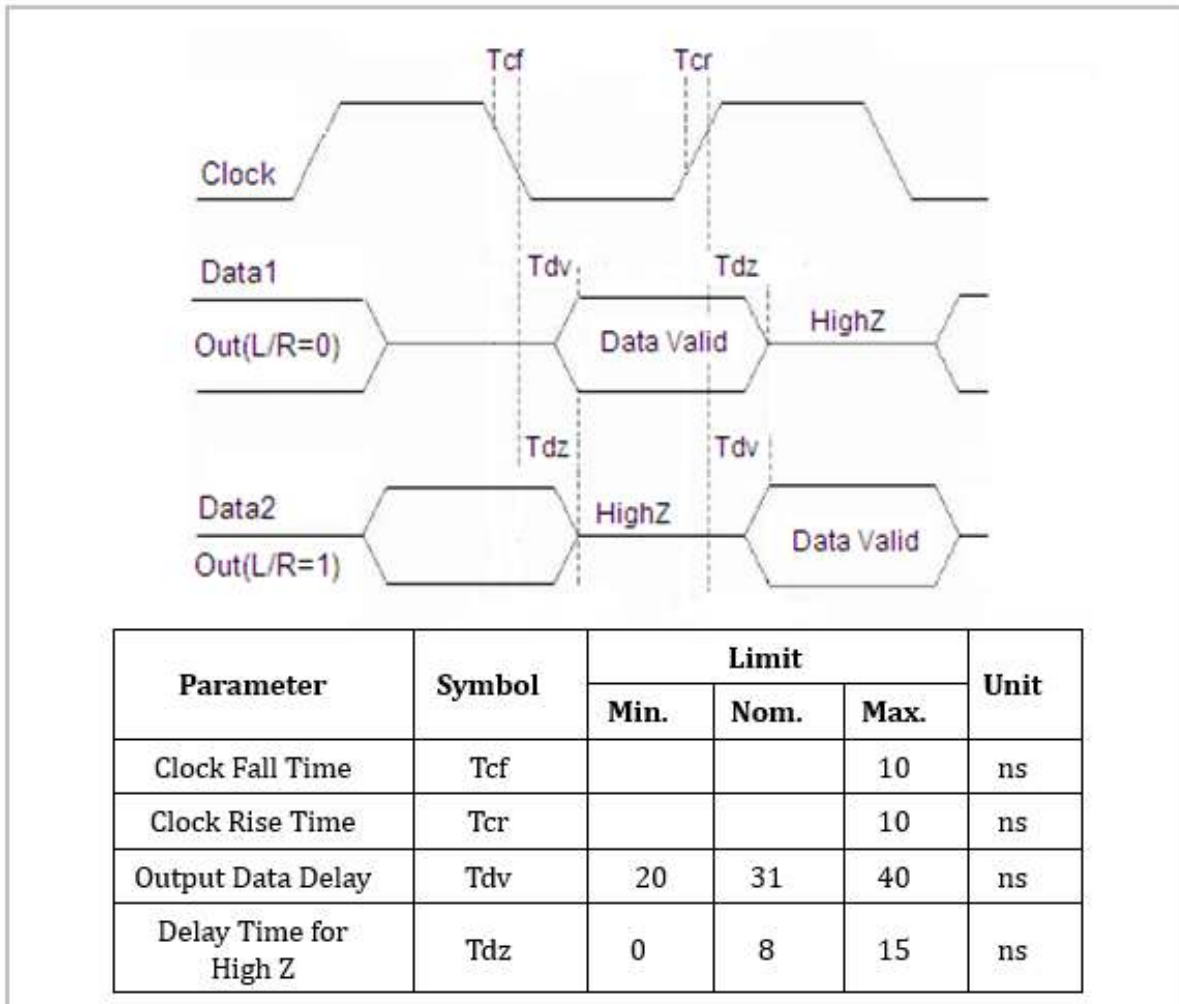 Tcf Tcr
Clock
Data1 Tdv Tdz
Out(L/R=0) Data Valid HighZ
Tdz Tdv
Data2 HighZ
Out(L/R=1) Data Valid
Parameter Symbol Limit Unit
Min. Nom. Max.
Clock Fall Time Tcf 10 ns
Clock Rise Time Tcr 10 ns
Output Data Delay Tdv 20 31 40 ns
Delay Time for
High Z Tdz 0 8 15 ns